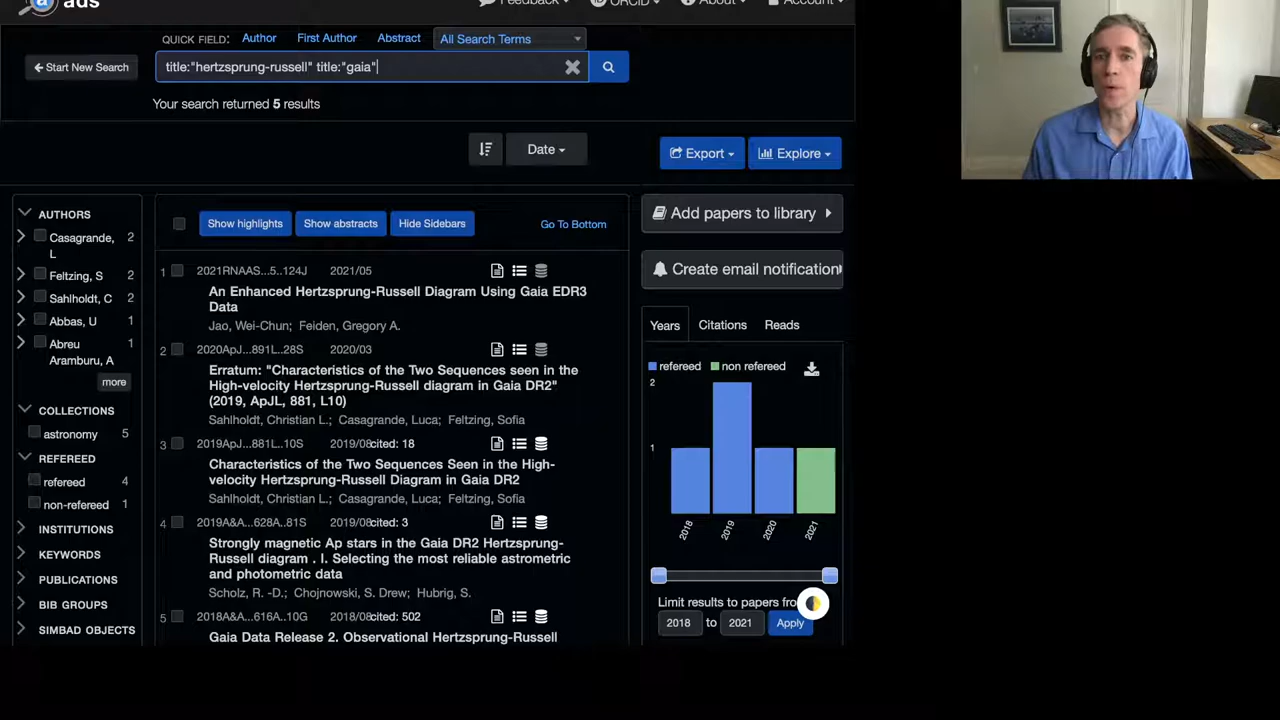 ads
Feedback
ORCID
About
Account
QUICK FIELD: Author First Author Abstract All Search Terms
Start New Search
title:"hertzsprung-russell" title:"gaia"
Your search returned 5 results
Date
Export
Explore
AUTHORS
Casagrande, L 2
Feltzing, S 2
Sahlholdt, C 2
Abbas, U 1
Abreu Aramburu, A 1
more
COLLECTIONS
astronomy 5
REFEREED
refereed 4
non-refereed 1
INSTITUTIONS
KEYWORDS
PUBLICATIONS
BIB GROUPS
SIMBAD OBJECTS
Show highlights Show abstracts Hide Sidebars Go To Bottom
1 2021RNAAS...5..124J 2021/05
An Enhanced Hertzsprung-Russell Diagram Using Gaia EDR3
Data
Jao, Wei-Chun; Feiden, Gregory A.
2 2020ApJ...891L..28S 2020/03
Erratum: "Characteristics of the Two Sequences seen in the
High-velocity Hertzsprung-Russell diagram in Gaia DR2"
(2019, ApJL, 881, L10)
Sahlholdt, Christian L.; Casagrande, Luca; Feltzing, Sofia
3 2019ApJ...881L..10S 2019/08 cited: 18
Characteristics of the Two Sequences Seen in the High-
velocity Hertzsprung-Russell Diagram in Gaia DR2
Sahlholdt, Christian L.; Casagrande, Luca; Feltzing, Sofia
4 2019A&A...628A..81S 2019/08 cited: 3
Strongly magnetic Ap stars in the Gaia DR2 Hertzsprung-
Russell diagram . I. Selecting the most reliable astrometric
and photometric data
Scholz, R. -D.; Chojnowski, S. Drew; Hubrig, S.
5 2018A&A...616A..10G 2018/08 cited: 502
Gaia Data Release 2. Observational Hertzsprung-Russell
Add papers to library
Create email notification
Years Citations Reads
refereed non refereed
2
1
2018 2019 2020 2021
Limit results to papers fro
2018 to 2021 Apply